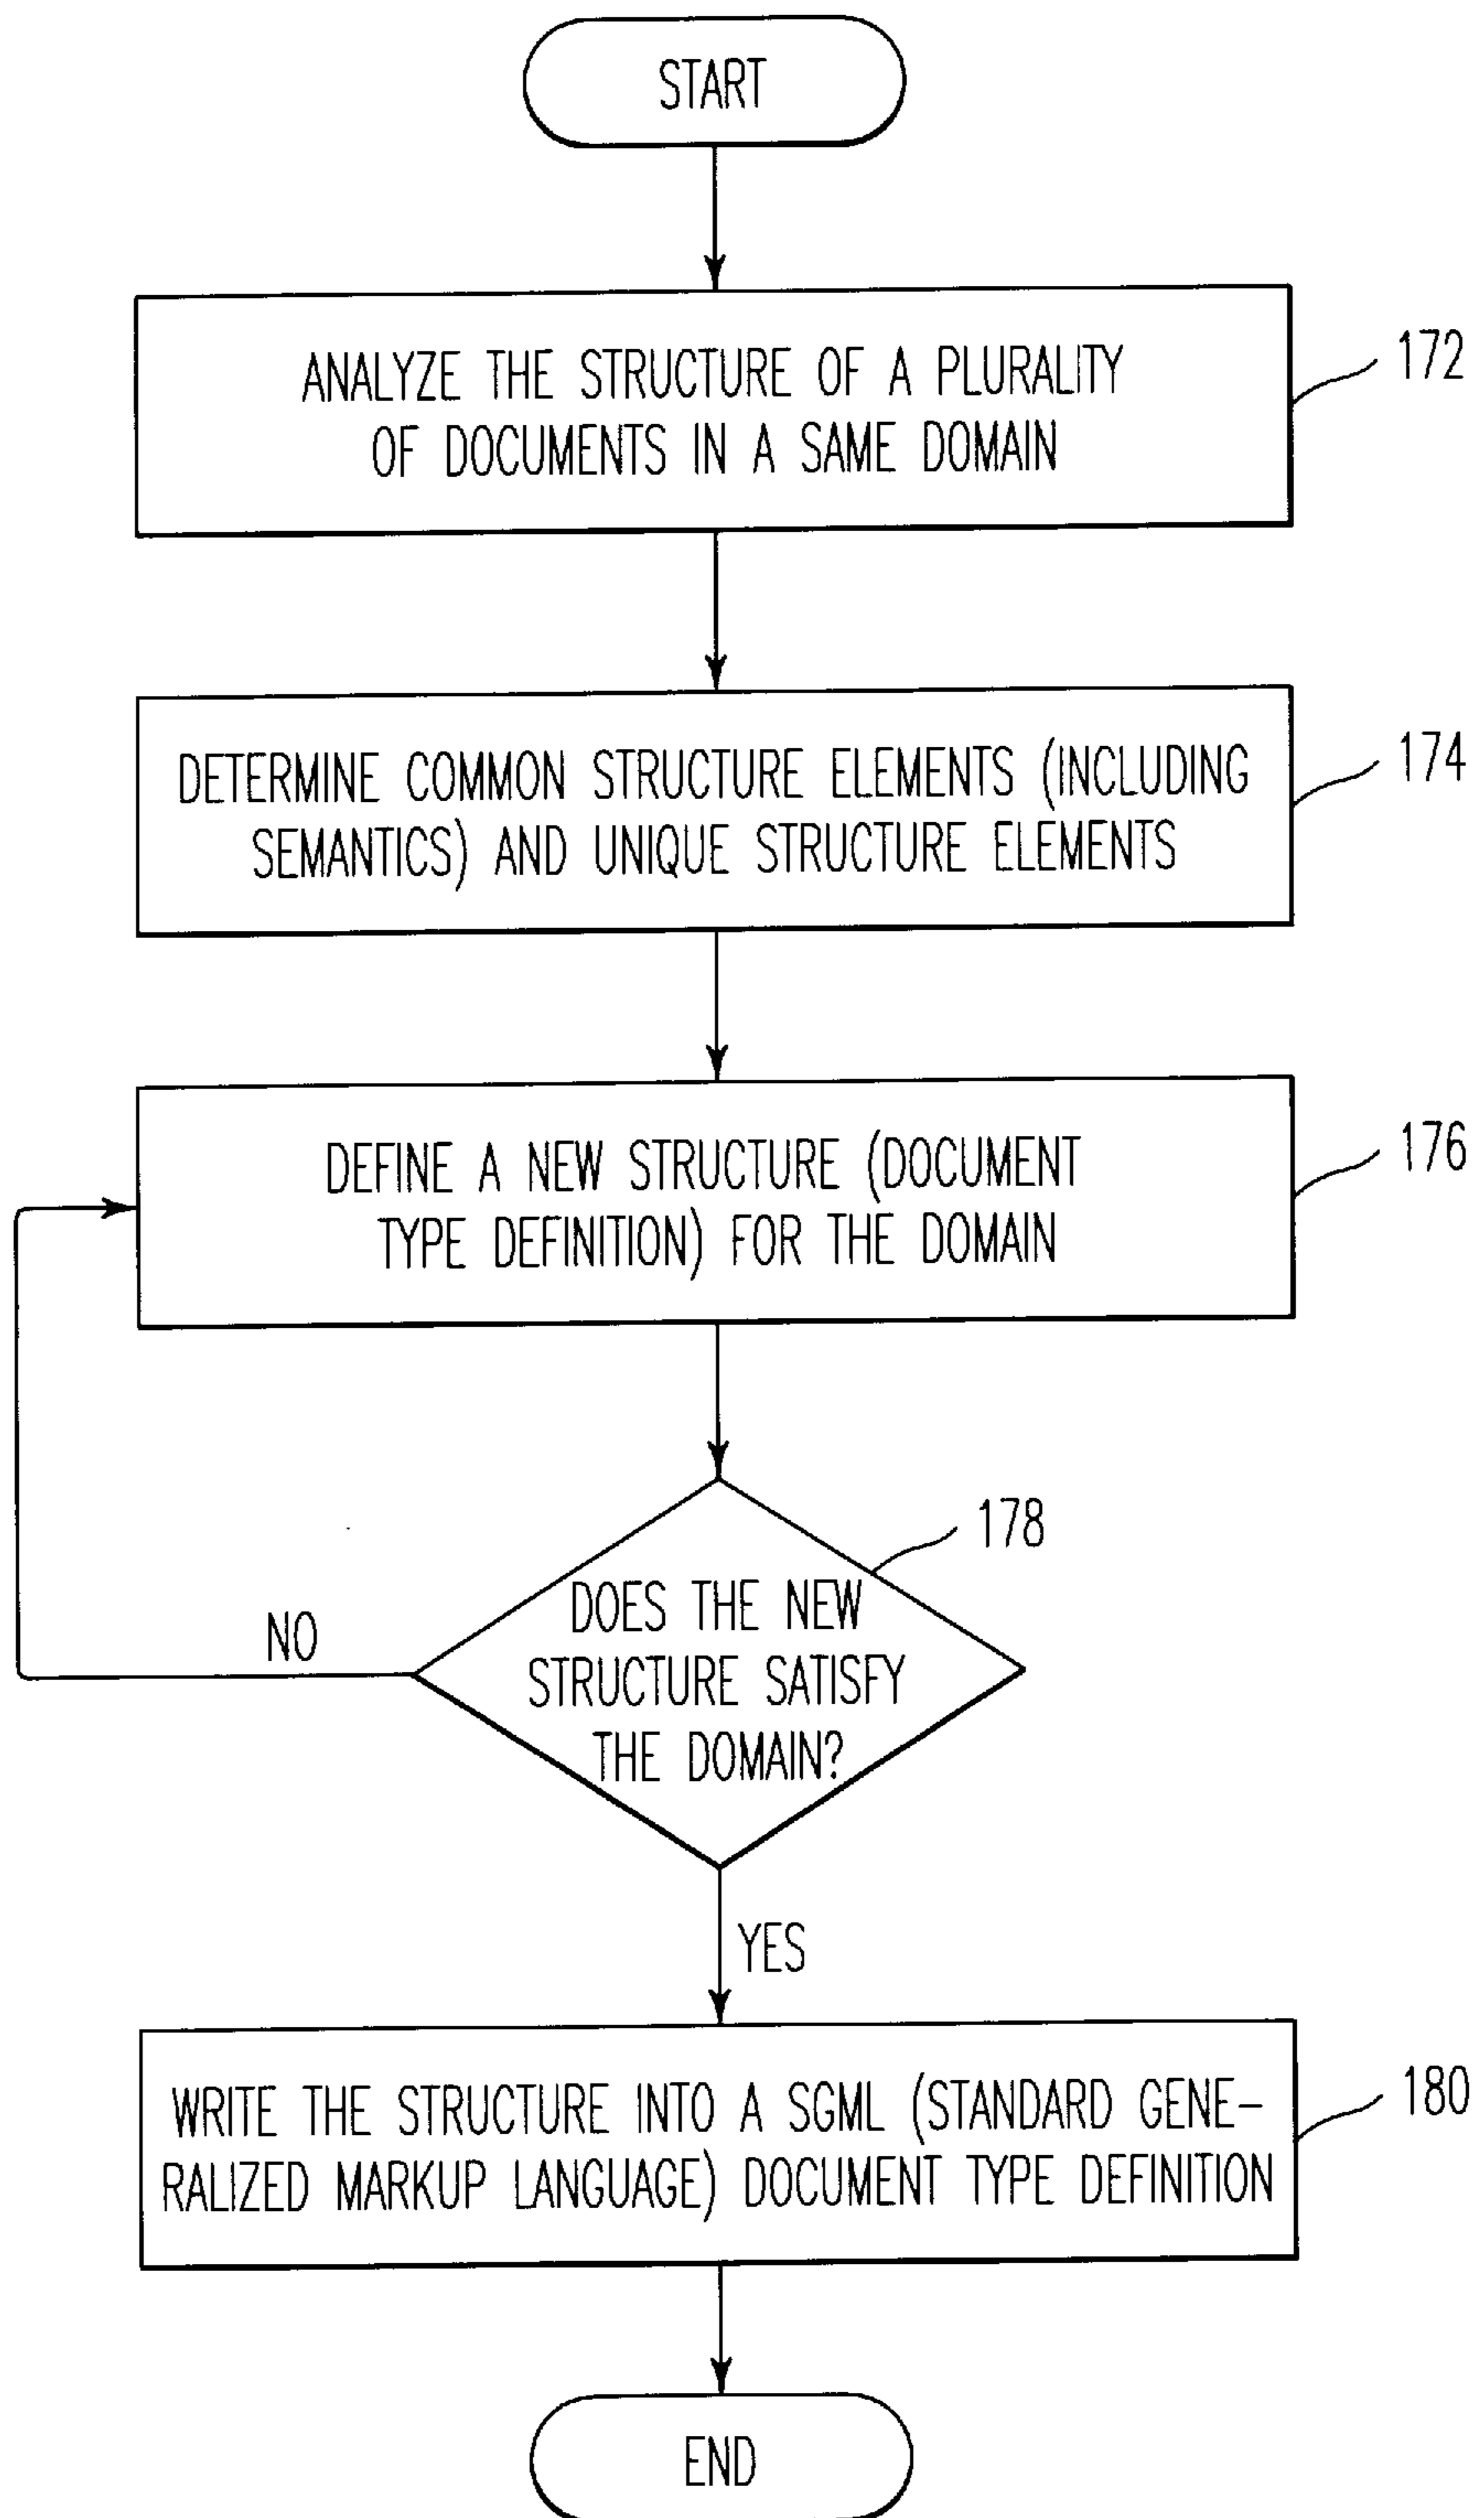 START
ANALYZE THE STRUCTURE OF A PLURALITY
OF DOCUMENTS IN A SAME DOMAIN
172
DETERMINE COMMON STRUCTURE ELEMENTS (INCLUDING
SEMANTICS) AND UNIQUE STRUCTURE ELEMENTS
174
DEFINE A NEW STRUCTURE (DOCUMENT
TYPE DEFINITION) FOR THE DOMAIN
176
178
DOES THE NEW
STRUCTURE SATISFY
THE DOMAIN?
NO
YES
WRITE THE STRUCTURE INTO A SGML (STANDARD GENE-
RALIZED MARKUP LANGUAGE) DOCUMENT TYPE DEFINITION
180
END